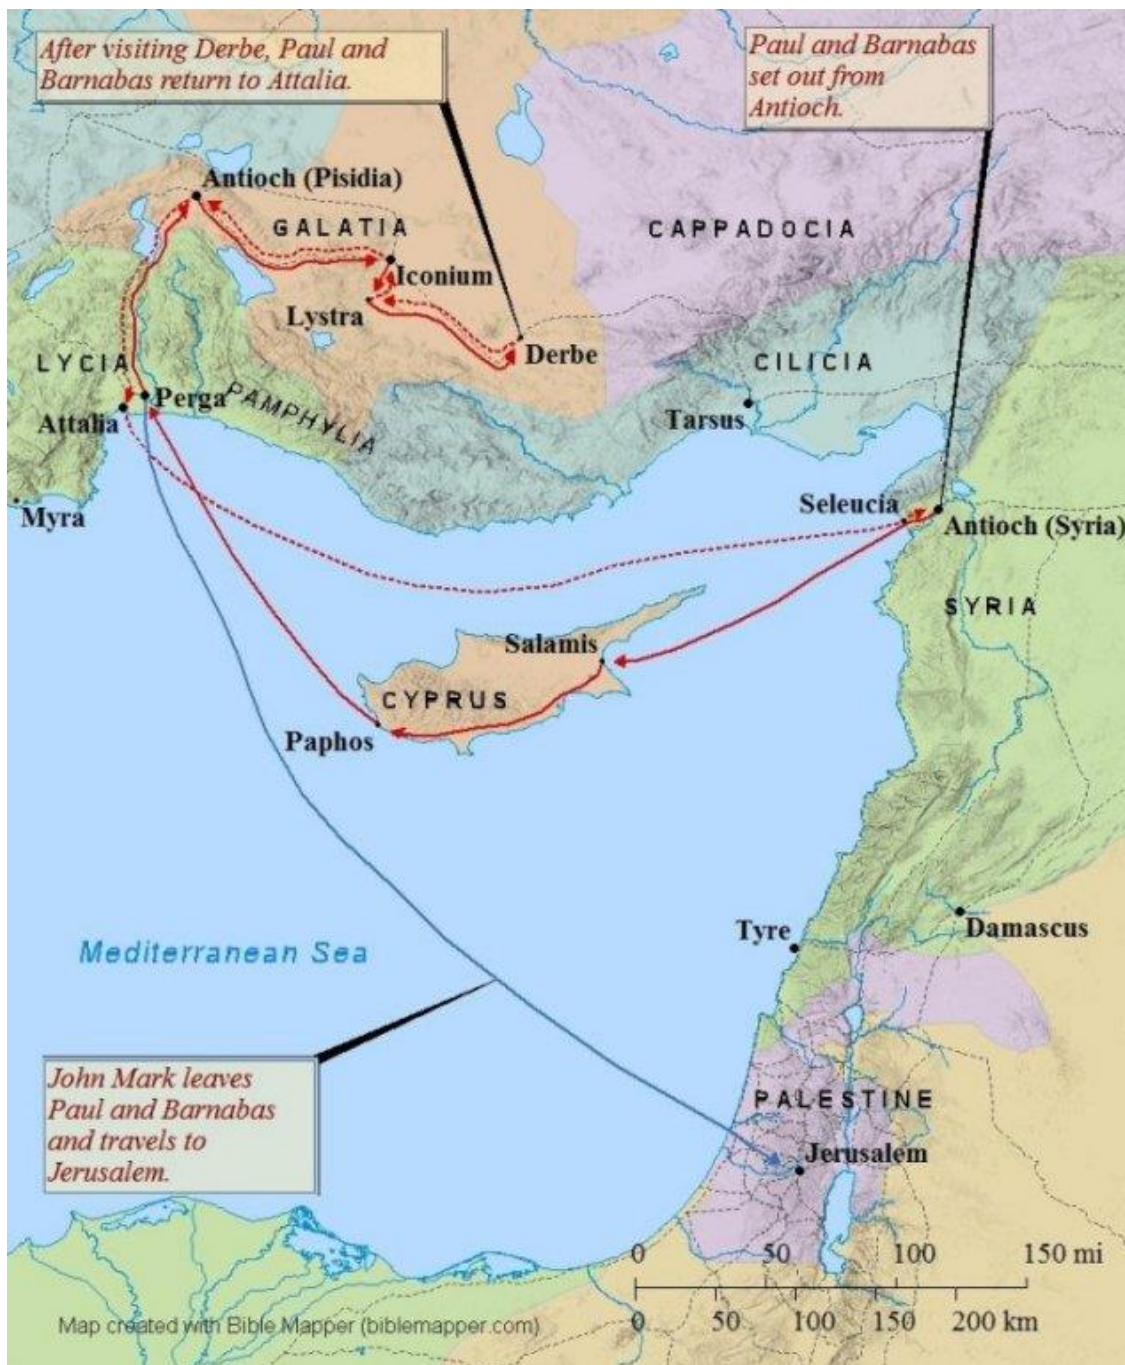 After visiting Derbe, Paul and
Barnabas return to Attalia.
Paul and Barnabas
set out from
Antioch.
Antioch (Pisidia)
GALATIA
CAPPADOCIA
Iconium
Lystra
Derbe
LYCIA
CILICIA
Perga
PAMPHYLIA
Attalia
Tarsus
Myra
Seleucia
Antioch (Syria)
SYRIA
Salamis
CYPRUS
Paphos
Tyre
Damascus
Mediterranean Sea
John Mark leaves
Paul and Barnabas
and travels to
Jerusalem.
PALESTINE
Jerusalem
0 50 100 150 mi
0 50 100 150 200 km
Map created with Bible Mapper (biblemapper.com)